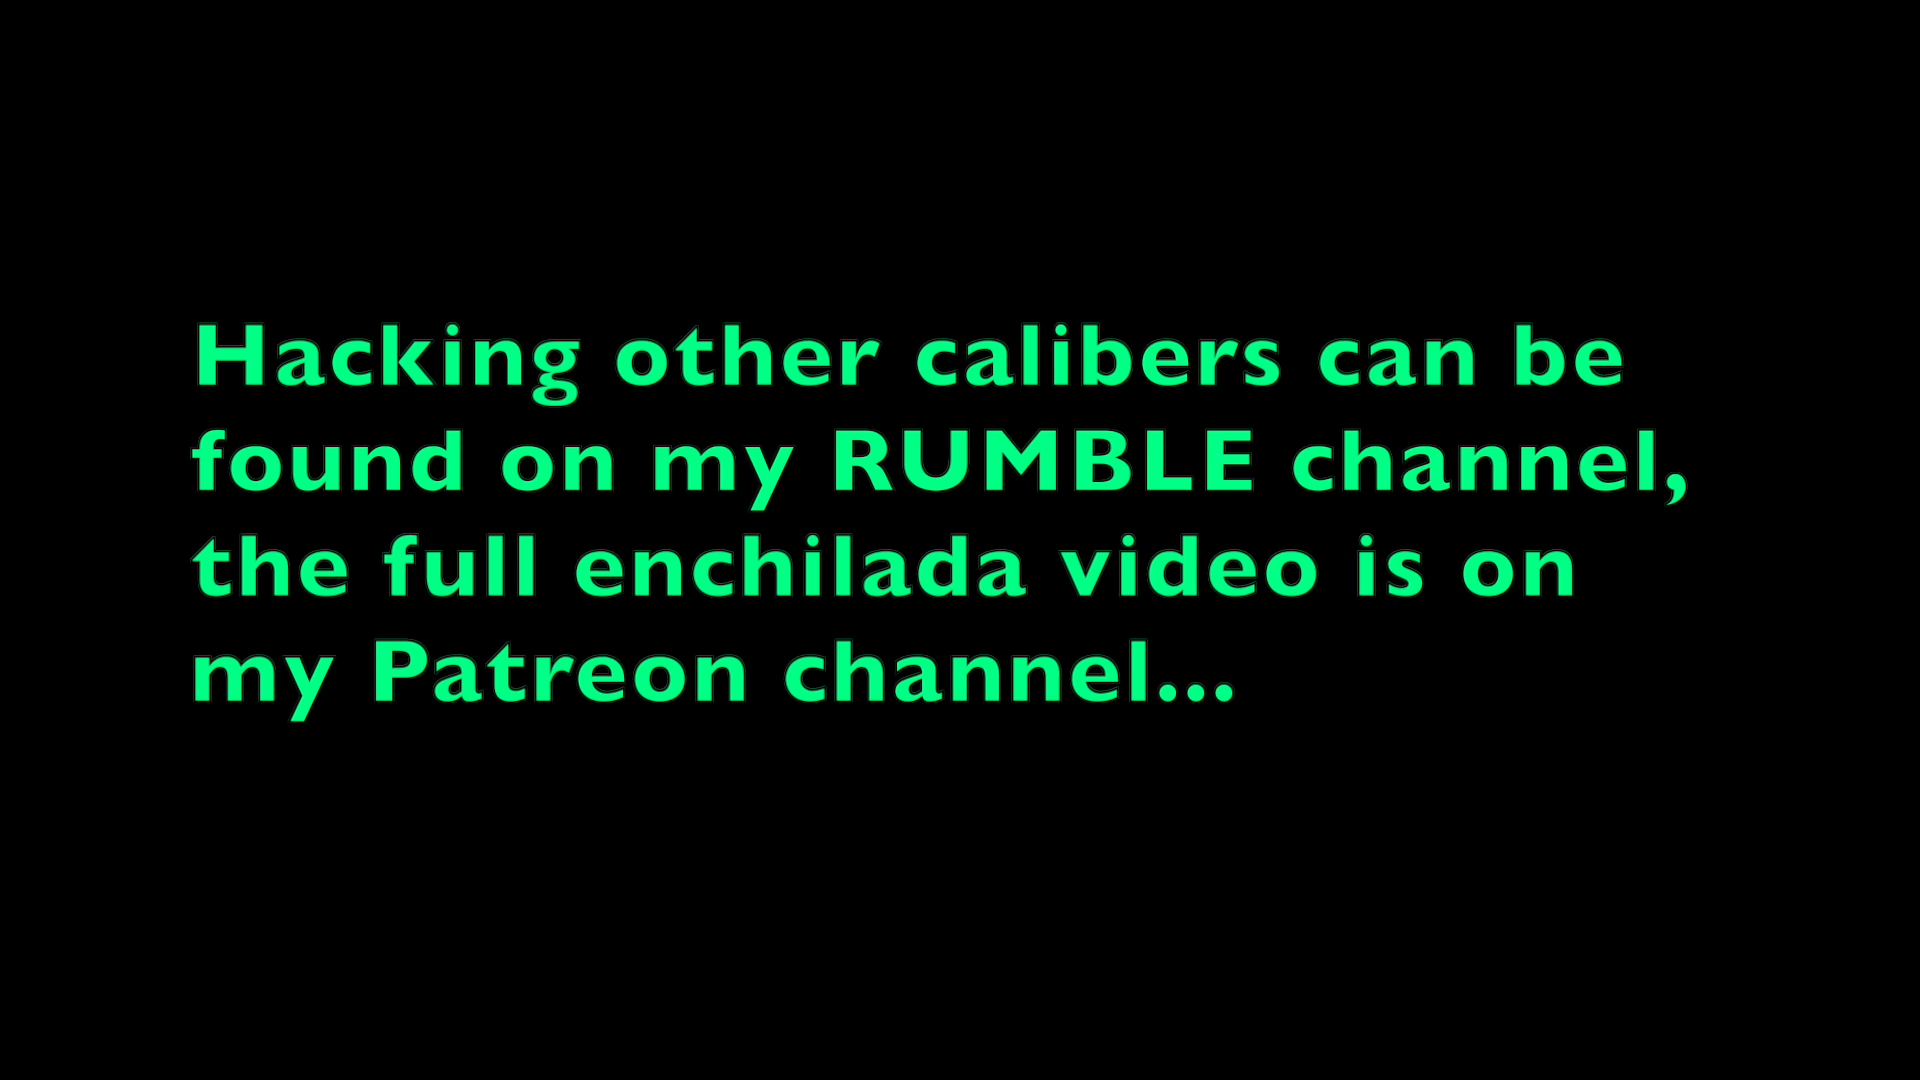 Hacking other calibers can be
found on my RUMBLE channel,
the full enchilada video is on
my Patreon channel...